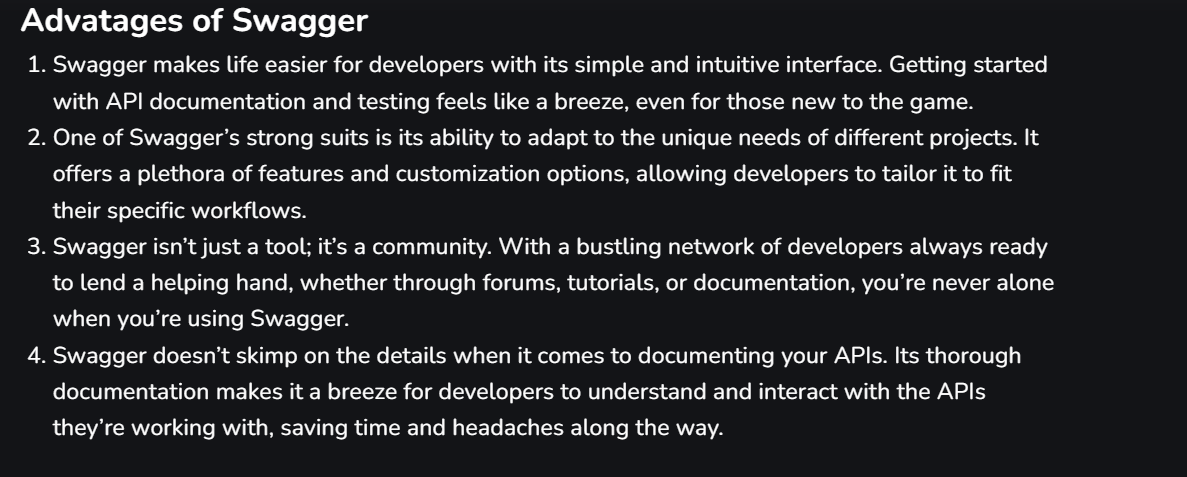 Advatages of Swagger
1. Swagger makes life easier for developers with its simple and intuitive interface. Getting started
with API documentation and testing feels like a breeze, even for those new to the game.
2. One of Swagger’s strong suits is its ability to adapt to the unique needs of different projects. It
offers a plethora of features and customization options, allowing developers to tailor it to fit
their specific workflows.
3. Swagger isn’t just a tool; it’s a community. With a bustling network of developers always ready
to lend a helping hand, whether through forums, tutorials, or documentation, you’re never alone
when you’re using Swagger.
4. Swagger doesn’t skimp on the details when it comes to documenting your APIs. Its thorough
documentation makes it a breeze for developers to understand and interact with the APIs
they’re working with, saving time and headaches along the way.